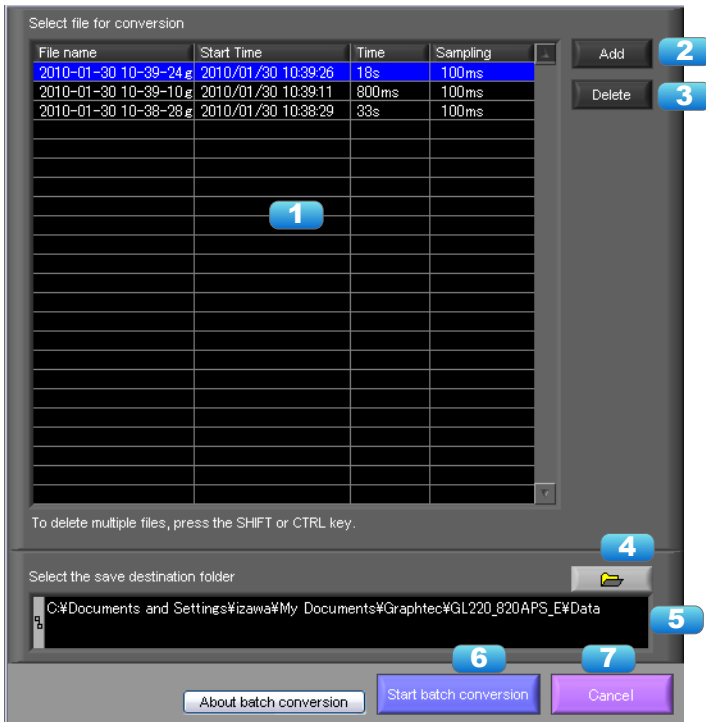 Select file for conversion
File name Start Time Time Sampling
2010-01-30 10-39-24g 2010/01/30 10:39:26 18s 100ms
2010-01-30 10-39-10g 2010/01/30 10:39:11 800ms 100ms
2010-01-30 10-38-28g 2010/01/30 10:38:29 33s 100ms
Add 2
Delete 3
1
To delete multiple files, press the SHIFT or CTRL key.
4
Select the save destination folder
C:¥Documents and Settings¥izawa¥My Documents¥Graphtec¥GL220_820APS_E¥Data
5
6 7
About batch conversion Start batch conversion Cancel